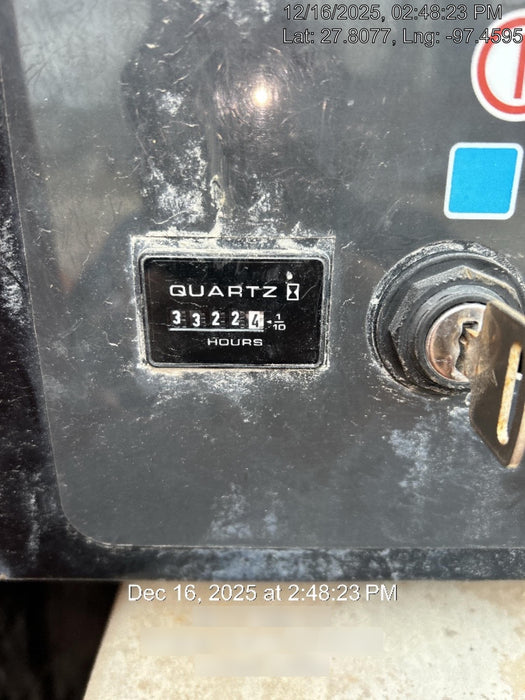 12/16/2025, 02:48:23 PM
Lat: 27.8077, Lng: -97.4595
QUARTZ
33224 1/10
HOURS
Dec 16, 2025 at 2:48:23 PM